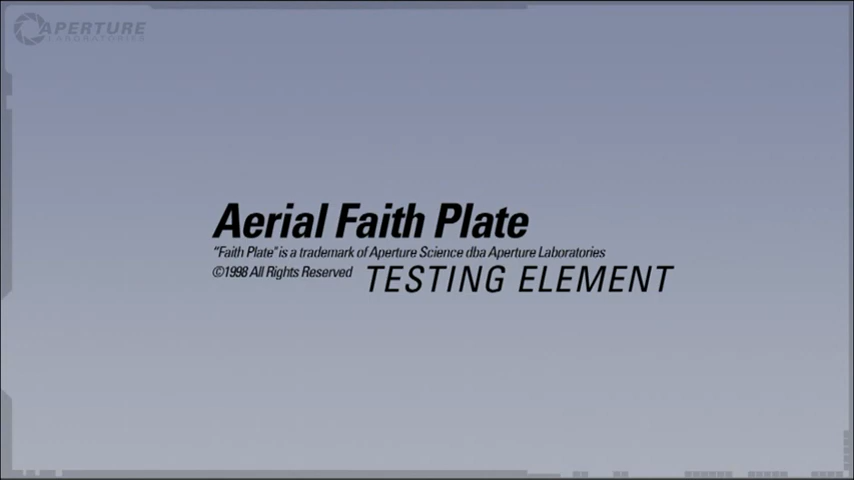 APERTURE
LABORATORIES
Aerial Faith Plate
"Faith Plate" is a trademark of Aperture Science dba Aperture Laboratories
©1998 All Rights Reserved TESTING ELEMENT